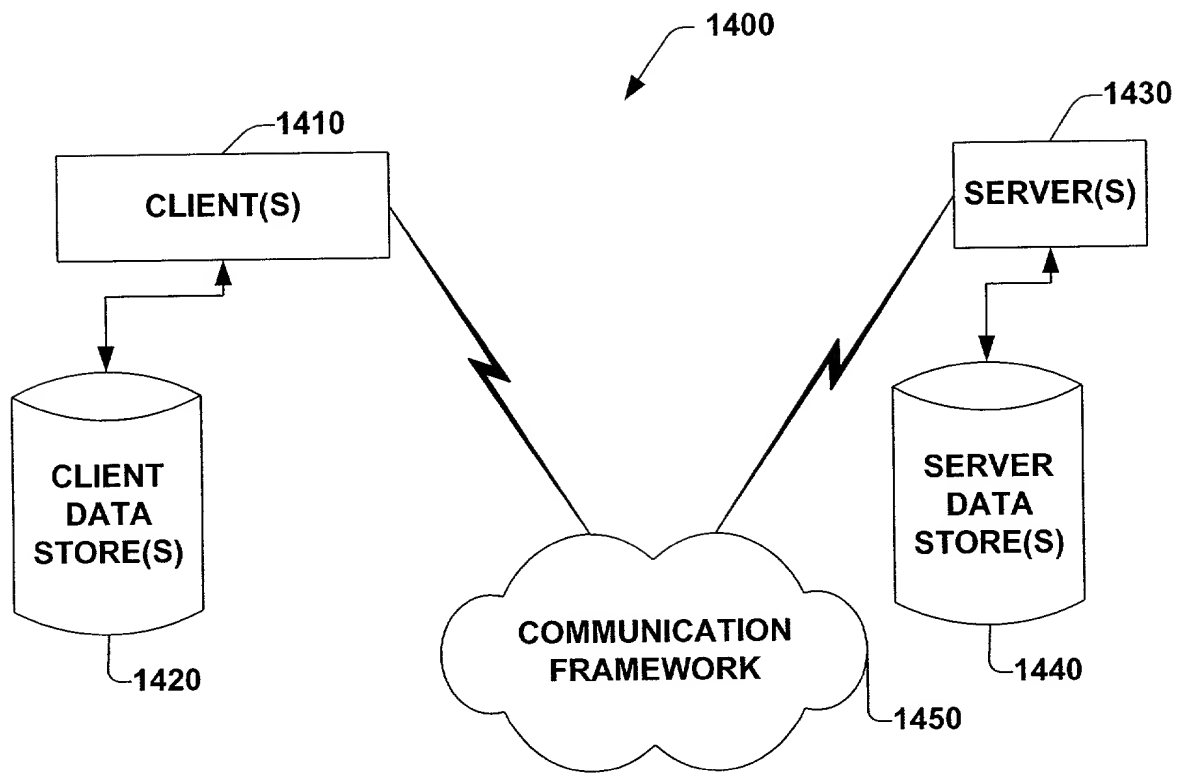 1400
1410
1430
CLIENT(S)
SERVER(S)
CLIENT
DATA
STORE(S)
SERVER
DATA
STORE(S)
COMMUNICATION
FRAMEWORK
1420
1440
1450